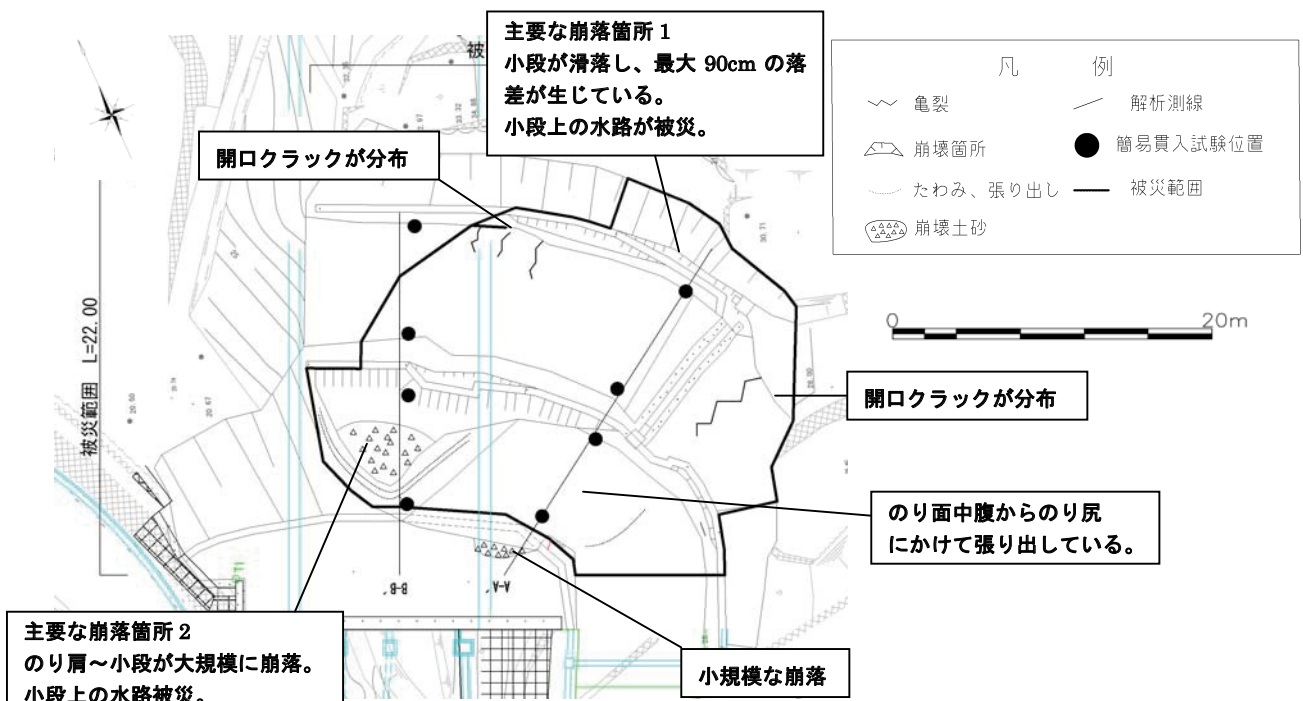 主要な崩落箇所 1
小段が滑落し、最大 90cm の落
差が生じている。
小段上の水路が被災。
被
開口クラックが分布
凡 例
亀裂
解析測線
崩壊箇所
簡易貫入試験位置
たわみ、張り出し
被災範囲
崩壊土砂
0
20m
被災範囲 L=22.00
30.71
20.50
20.67
開口クラックが分布
のり面中腹からのり尻
にかけて張り出している。
B-B'
A-A'
主要な崩落箇所 2
のり肩～小段が大規模に崩落。
小段上の水路被災。
小規模な崩落